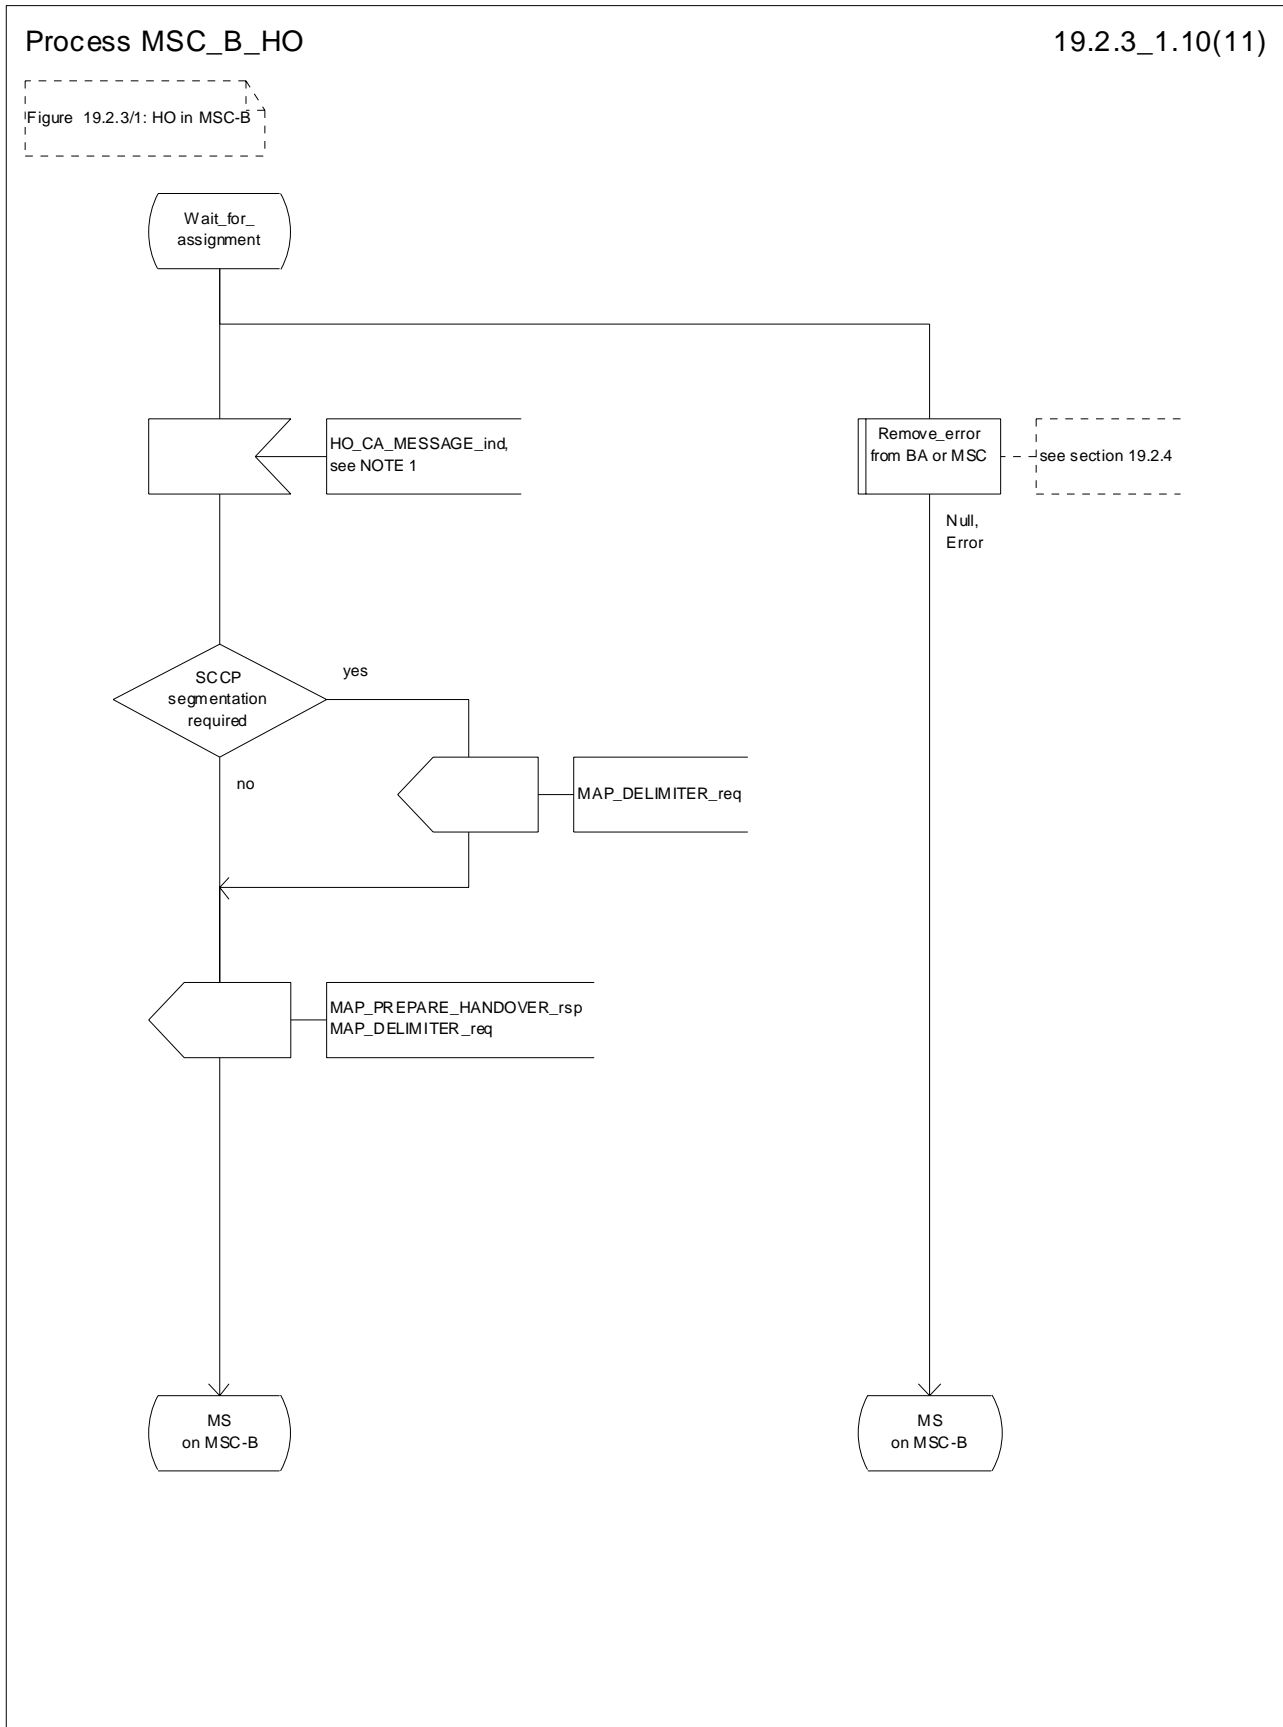 Process MSC_B_HO
19.2.3_1.10(11)
Figure 19.2.3/1: HO in MSC-B
Wait_for_
assignment
HO_CA_MESSAGE_ind,
see NOTE 1
Remove_error
from BA or MSC
see section 19.2.4
Null,
Error
SCCP
segmentation
required
yes
no
MAP_DELIMITER_req
MAP_PREPARE_HANDOVER_rsp
MAP_DELIMITER_req
MS
on MSC-B
MS
on MSC-B